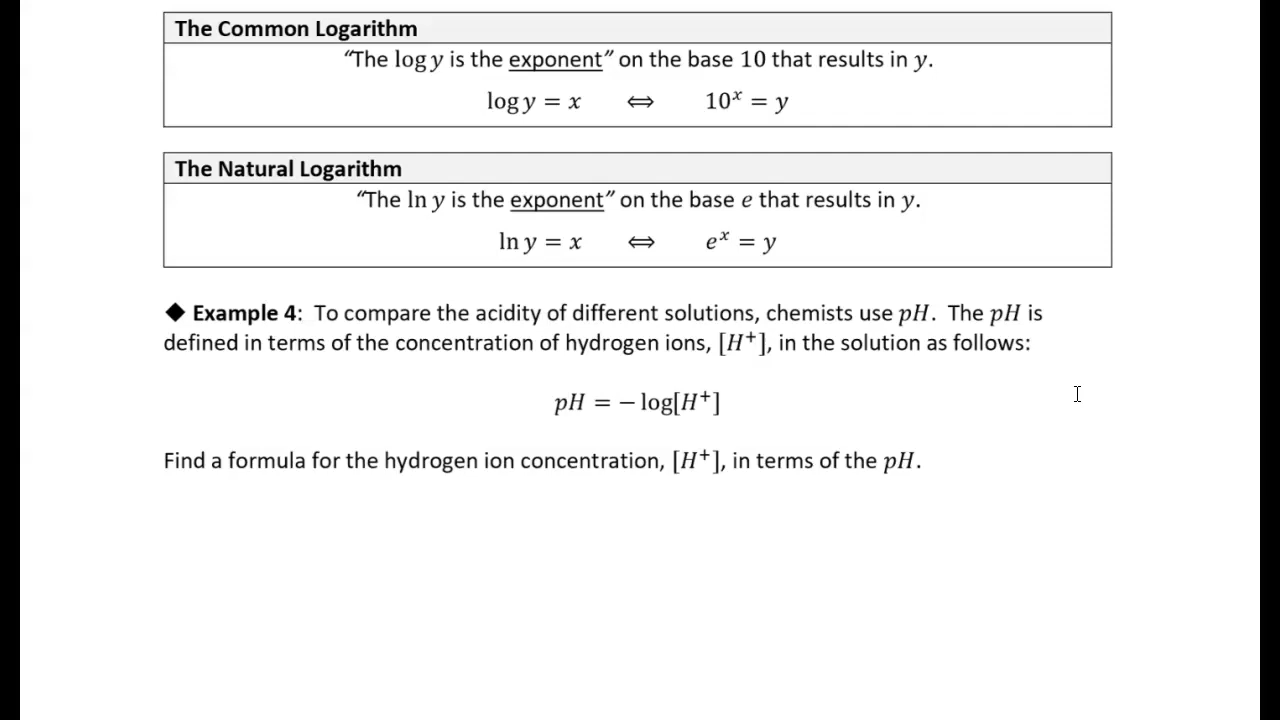 The Common Logarithm
“The log y is the exponent” on the base 10 that results in y.
log y = x ⟺ 10ˣ = y
The Natural Logarithm
“The ln y is the exponent” on the base e that results in y.
ln y = x ⟺ eˣ = y
◆ Example 4: To compare the acidity of different solutions, chemists use pH. The pH is
defined in terms of the concentration of hydrogen ions, [H⁺], in the solution as follows:
pH = − log[H⁺]
Find a formula for the hydrogen ion concentration, [H⁺], in terms of the pH.